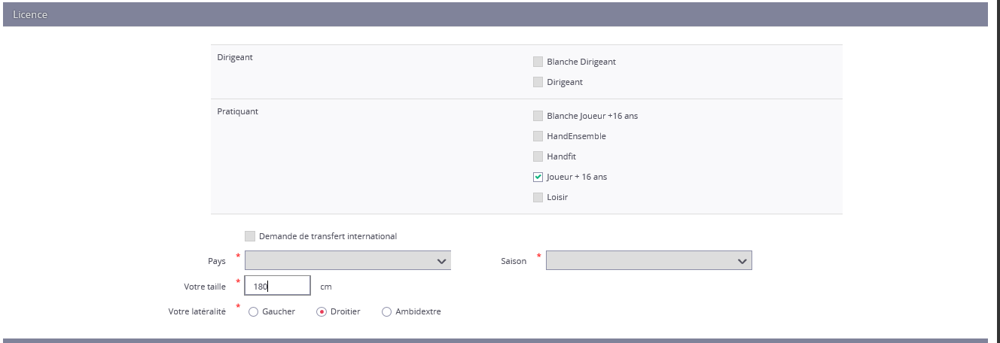 Licence
Dirigeant
Blanche Dirigeant
Dirigeant
Pratiquant
Blanche Joueur +16 ans
HandEnsemble
Handfit
Joueur + 16 ans
Loisir
Demande de transfert international
Pays * Saison *
Votre taille * 180 cm
Votre latéralité * Gaucher Droitier Ambidextre